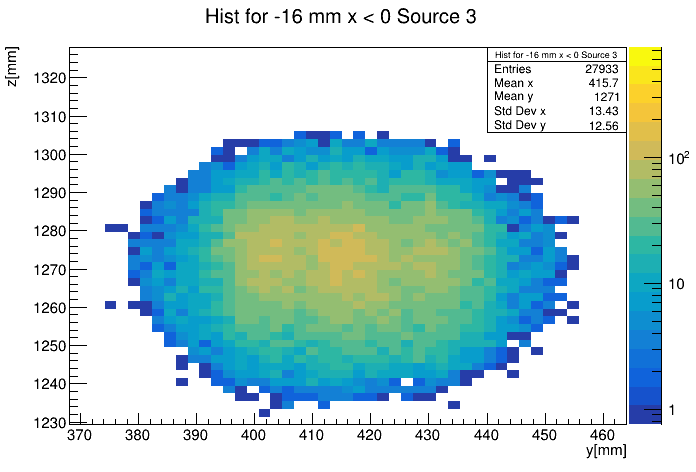 Hist for -16 mm x < 0 Source 3
z[mm]
Hist for -16 mm x < 0 Source 3
Entries 27933
Mean x 415.7
Mean y 1271
Std Dev x 13.43
Std Dev y 12.56
1320
1310
1300
1290
1280
1270
1260
1250
1240
1230
370 380 390 400 410 420 430 440 450 460
y[mm]
10²
10
1